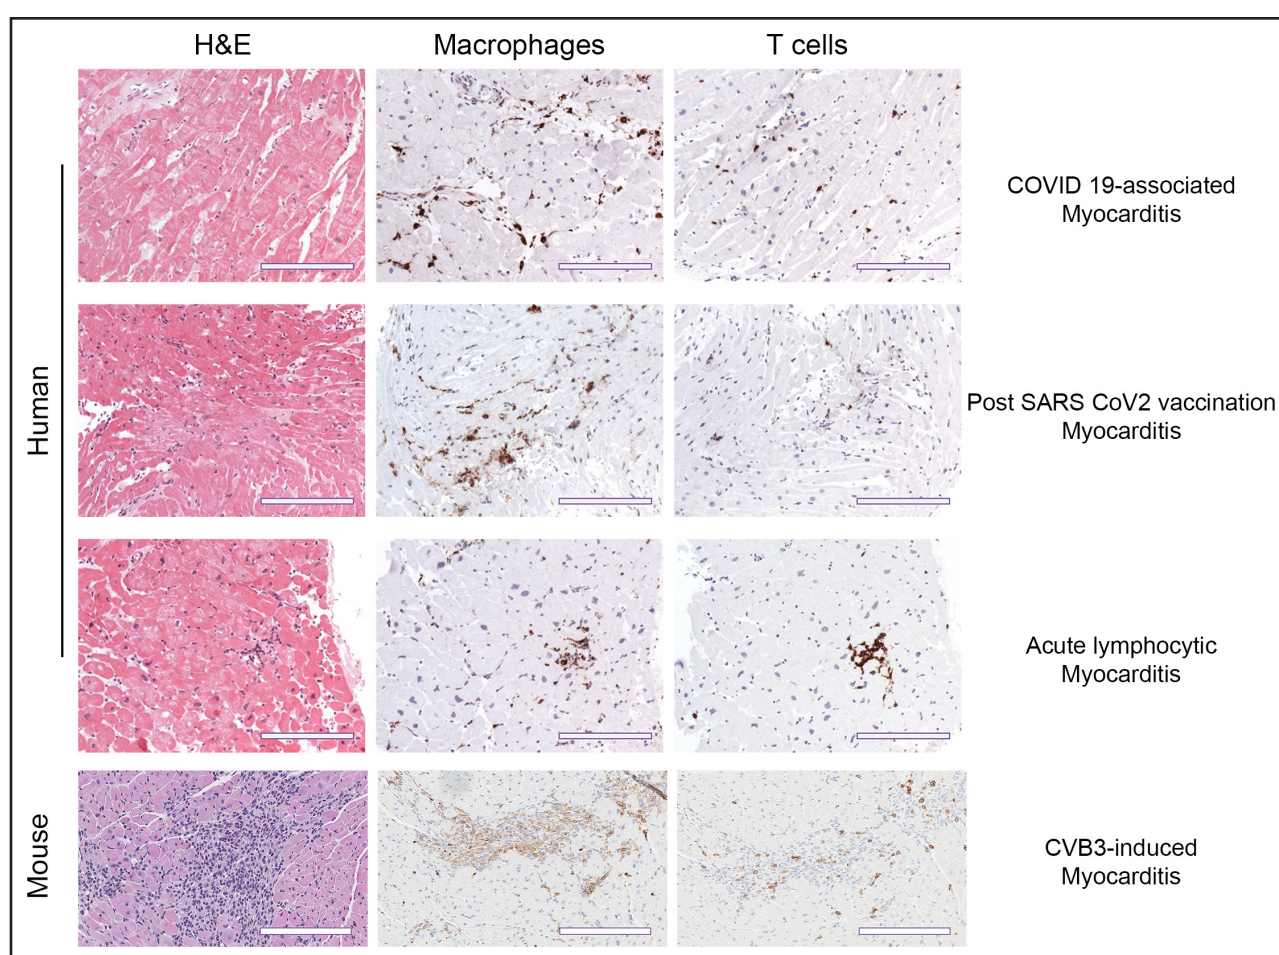 H&E
Macrophages
T cells
Human
COVID 19-associated
Myocarditis
Post SARS CoV2 vaccination
Myocarditis
Acute lymphocytic
Myocarditis
Mouse
CVB3-induced
Myocarditis